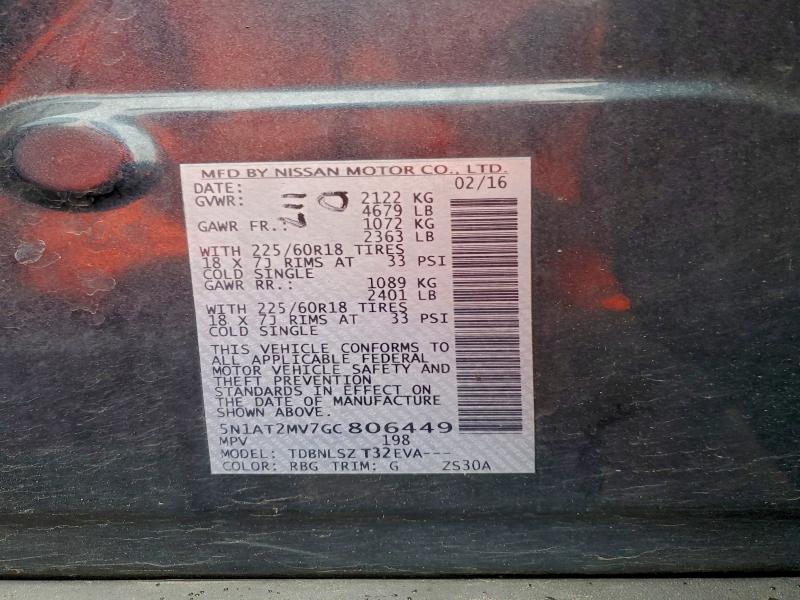 MFD BY NISSAN MOTOR CO., LTD.
DATE: 02/16
GVWR: 2122 KG
4679 LB
GAWR FR.: 1072 KG
2363 LB
WITH 225/60R18 TIRES
18 X 7J RIMS AT 33 PSI
COLD SINGLE
GAWR RR.: 1089 KG
2401 LB
WITH 225/60R18 TIRES
18 X 7J RIMS AT 33 PSI
COLD SINGLE
THIS VEHICLE CONFORMS TO
ALL APPLICABLE FEDERAL
MOTOR VEHICLE SAFETY AND
THEFT PREVENTION
STANDARDS IN EFFECT ON
THE DATE OF MANUFACTURE
SHOWN ABOVE.
5N1AT2MV7GC806449
MPV 198
MODEL: TDBNLSZ T32EVA---
COLOR: RBG TRIM: G ZS30A